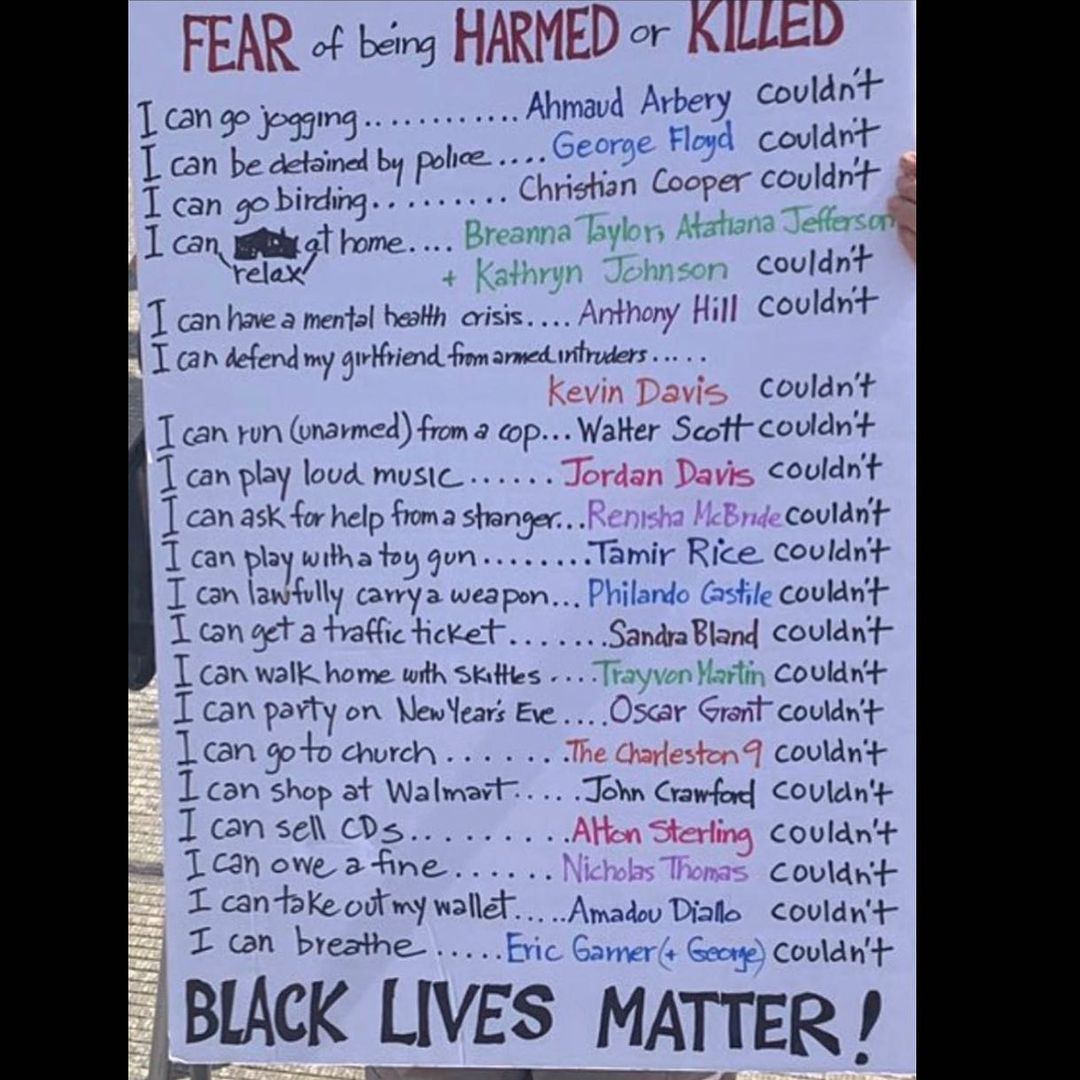 FEAR of being HARMED or KILLED
I can go jogging............ Ahmaud Arbery couldn't
I can be detained by police.... George Floyd couldn't
I can go birding......... Christian Cooper couldn't
I can relax at home.... Breanna Taylor, Atatiana Jefferson
+ Kathryn Johnson couldn't
I can have a mental health crisis.... Anthony Hill couldn't
I can defend my girlfriend from armed intruders.....
Kevin Davis couldn't
I can run (unarmed) from a cop... Walter Scott couldn't
I can play loud music...... Jordan Davis couldn't
I can ask for help from a stranger... Renisha McBride couldn't
I can play with a toy gun........ Tamir Rice couldn't
I can lawfully carry a weapon... Philando Castile couldn't
I can get a traffic ticket....... Sandra Bland couldn't
I can walk home with Skittles .... Trayvon Martin couldn't
I can party on New Year's Eve.... Oscar Grant couldn't
I can go to church....... The Charleston 9 couldn't
I can shop at Walmart..... John Crawford couldn't
I can sell CDs.......... Alton Sterling couldn't
I can owe a fine...... Nicholas Thomas couldn't
I can take out my wallet..... Amadou Diallo couldn't
I can breathe..... Eric Garner (+ George) couldn't
BLACK LIVES MATTER!